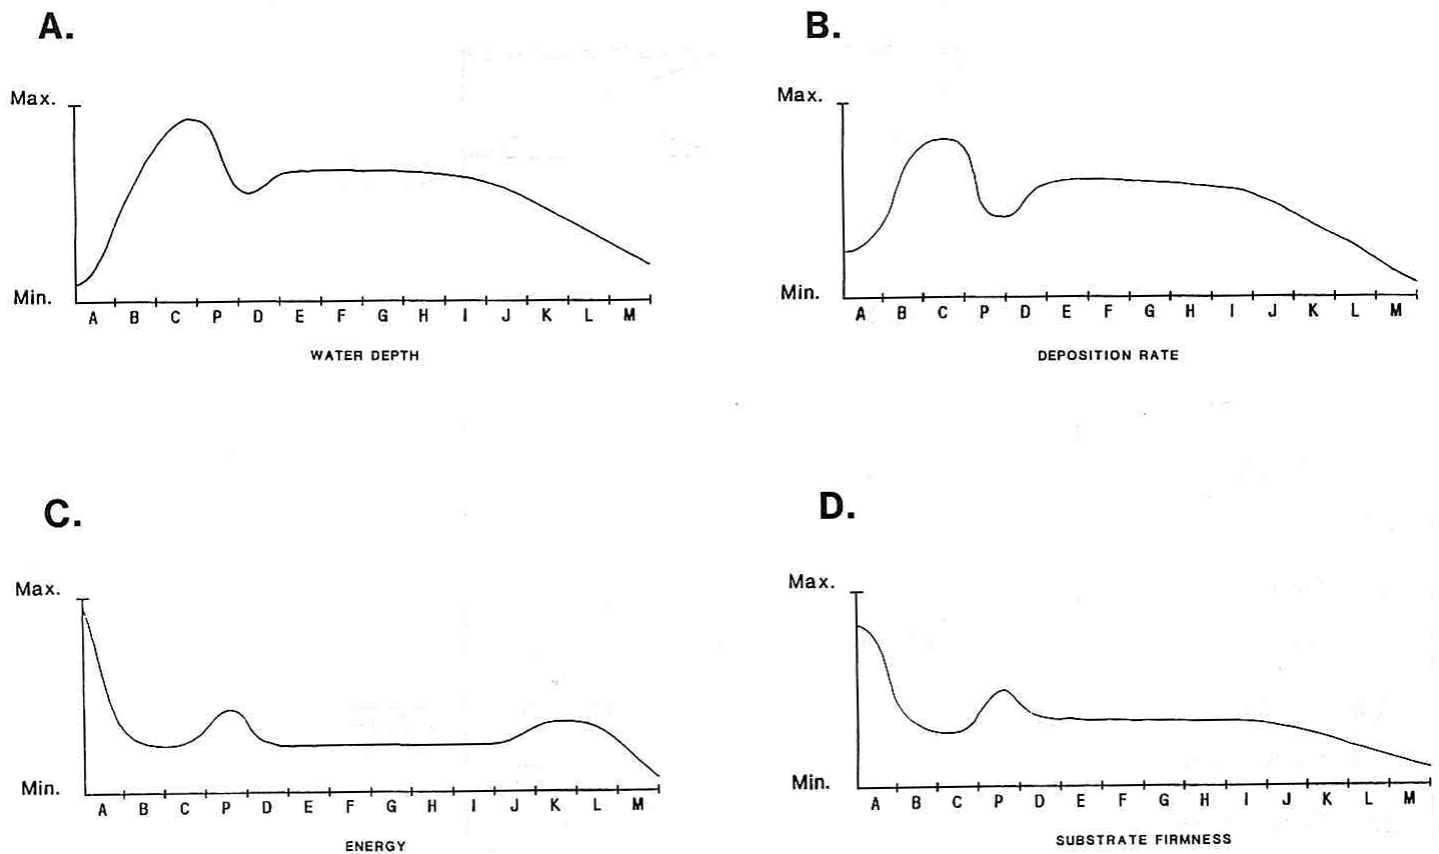 A.
Max.
Min.
A B C P D E F G H I J K L M
WATER DEPTH
B.
Max.
Min.
A B C P D E F G H I J K L M
DEPOSITION RATE
C.
Max.
Min.
A B C P D E F G H I J K L M
ENERGY
D.
Max.
Min.
A B C P D E F G H I J K L M
SUBSTRATE FIRMNESS